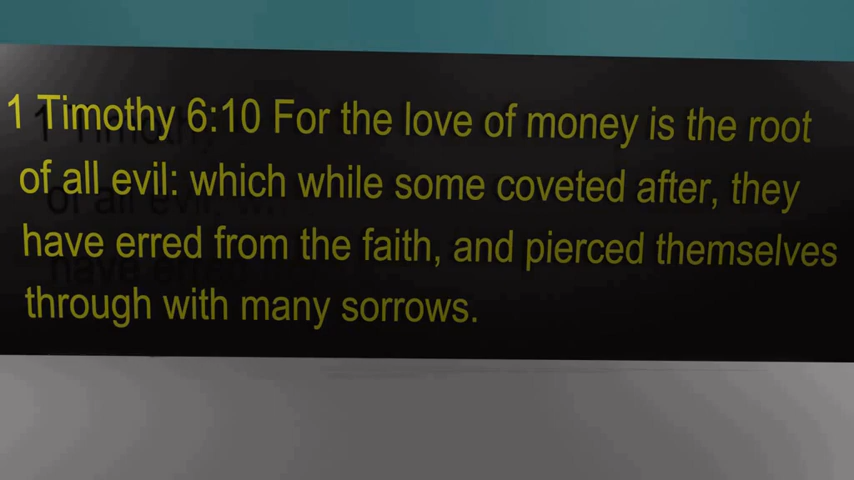 1 Timothy 6:10 For the love of money is the root
of all evil: which while some coveted after, they
have erred from the faith, and pierced themselves
through with many sorrows.